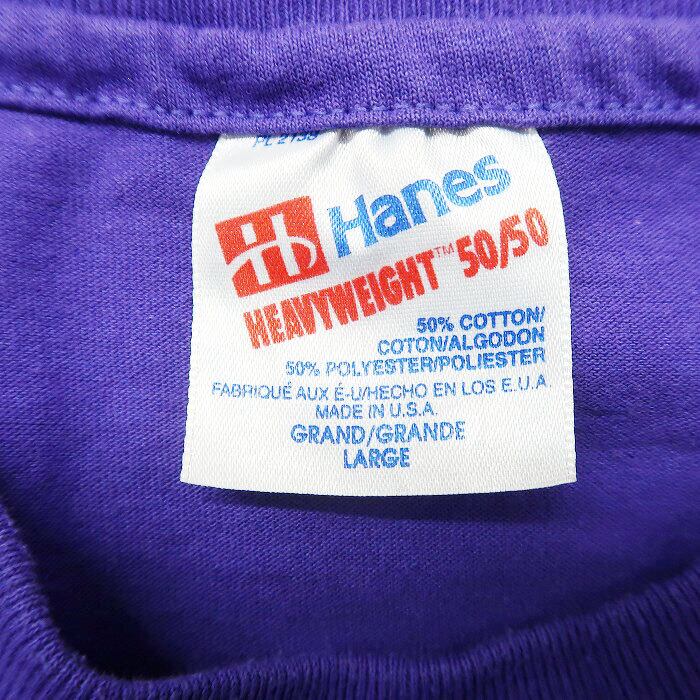 Hanes
HEAVYWEIGHT™ 50/50
50% COTTON/
COTON/ALGODON
50% POLYESTER/POLIESTER
FABRIQUÉ AUX É-U/HECHO EN LOS E.U.A.
MADE IN U.S.A.
GRAND/GRANDE
LARGE